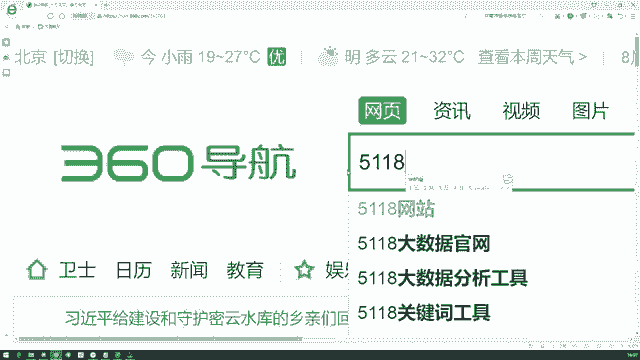 北京 [切换] 今 小雨 19~27°C 优 明 多云 21~32°C 查看本周天气 > 8月
网页 资讯 视频 图片
360导航
5118
5118网站
5118大数据官网
5118大数据分析工具
5118关键词工具
卫士 日历 新闻 教育 娱乐
习近平给建设和守护密云水库的乡亲们回